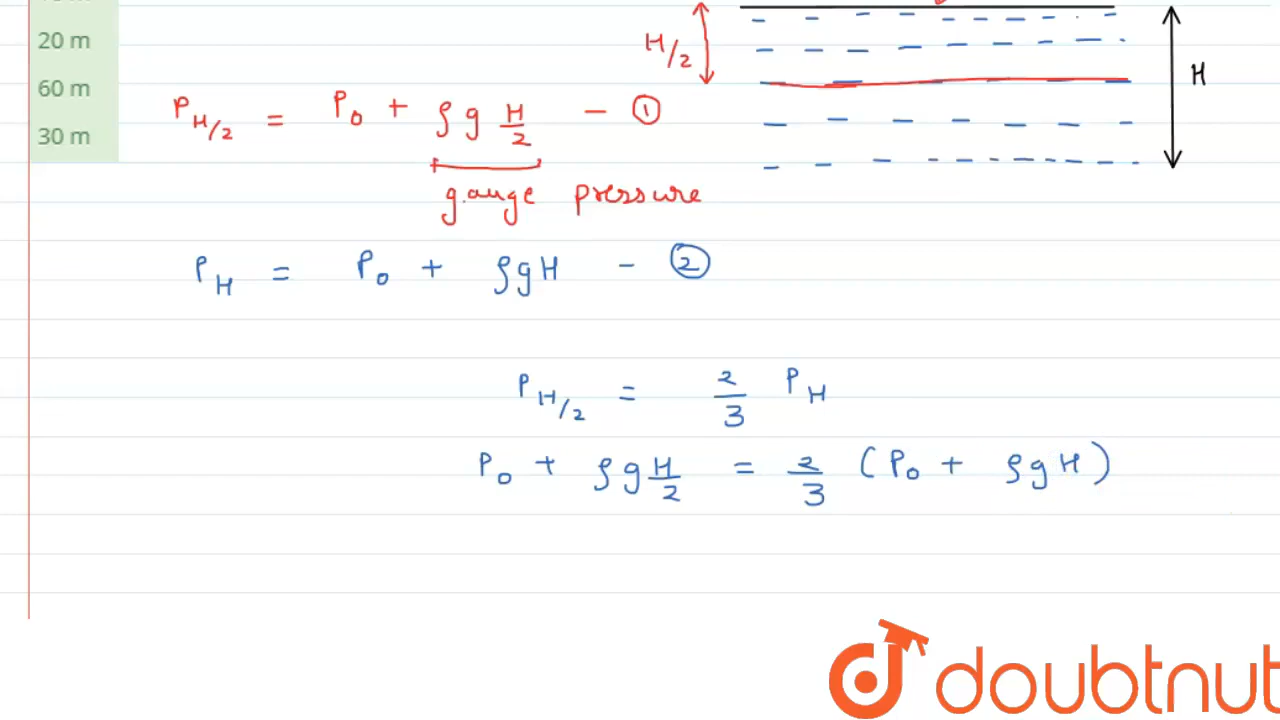 20 m
60 m
30 m
H/2
H
P_{H/2} = P_0 + ρg H/2 - ①
gauge pressure
P_H = P_0 + ρgH - ②
P_{H/2} = 2/3 P_H
P_0 + ρg H/2 = 2/3 (P_0 + ρgH)
doubtnut